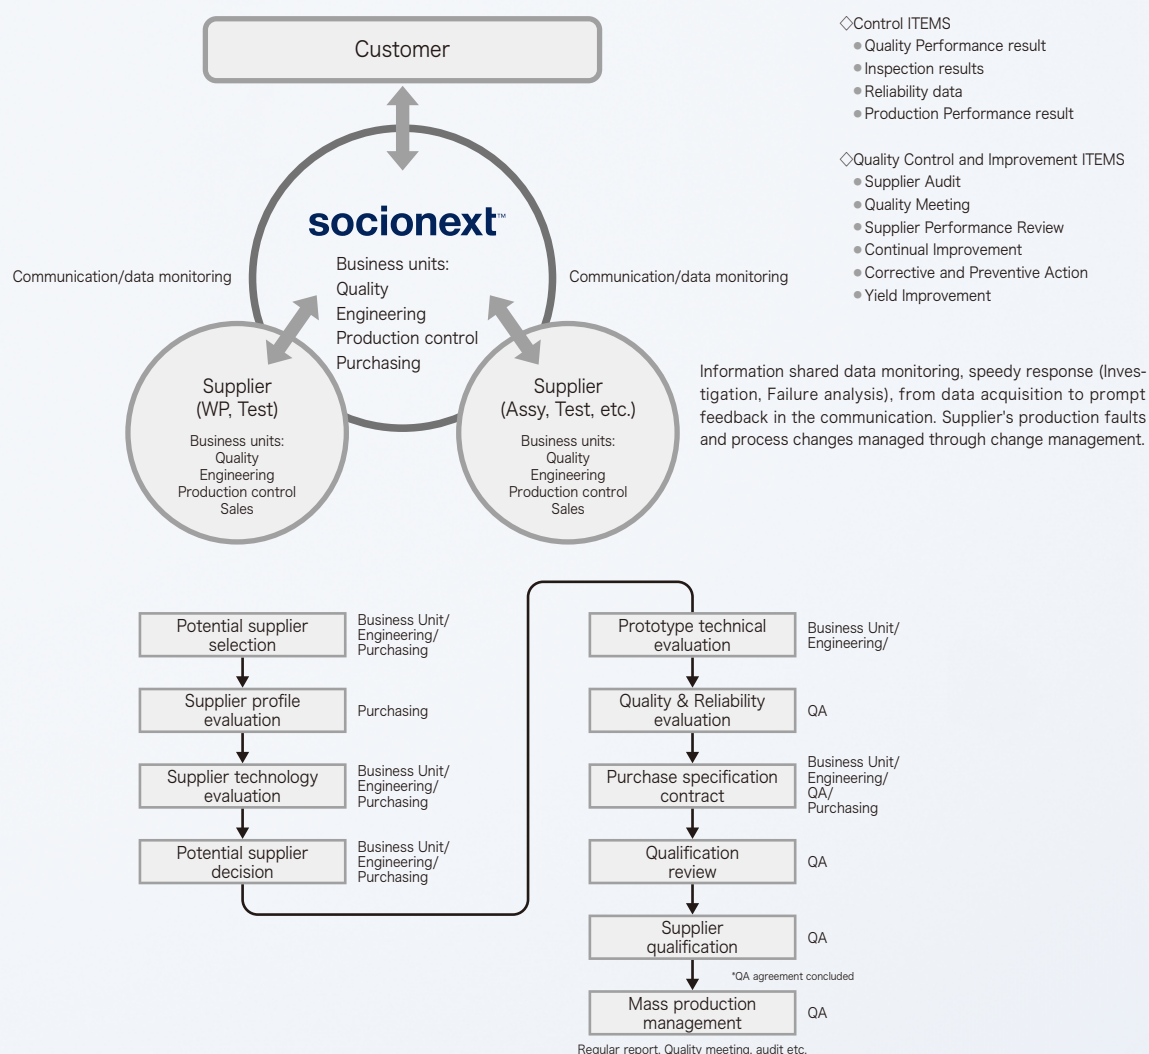 Customer
socionext™
Business units:
Quality
Engineering
Production control
Purchasing
Communication/data monitoring
Communication/data monitoring
Supplier
(WP, Test)
Business units:
Quality
Engineering
Production control
Sales
Supplier
(Assy, Test, etc.)
Business units:
Quality
Engineering
Production control
Sales
◇Control ITEMS
●Quality Performance result
●Inspection results
●Reliability data
●Production Performance result
◇Quality Control and Improvement ITEMS
●Supplier Audit
●Quality Meeting
●Supplier Performance Review
●Continual Improvement
●Corrective and Preventive Action
●Yield Improvement
Information shared data monitoring, speedy response (Inves-
tigation, Failure analysis), from data acquisition to prompt
feedback in the communication. Supplier's production faults
and process changes managed through change management.
Potential supplier
selection
Business Unit/
Engineering/
Purchasing
Supplier profile
evaluation
Purchasing
Supplier technology
evaluation
Business Unit/
Engineering/
Purchasing
Potential supplier
decision
Business Unit/
Engineering/
Purchasing
Prototype technical
evaluation
Business Unit/
Engineering/
Quality & Reliability
evaluation
QA
Purchase specification
contract
Business Unit/
Engineering/
QA/
Purchasing
Qualification
review
QA
Supplier
qualification
QA
*QA agreement concluded
Mass production
management
QA
Regular report, Quality meeting, audit etc.